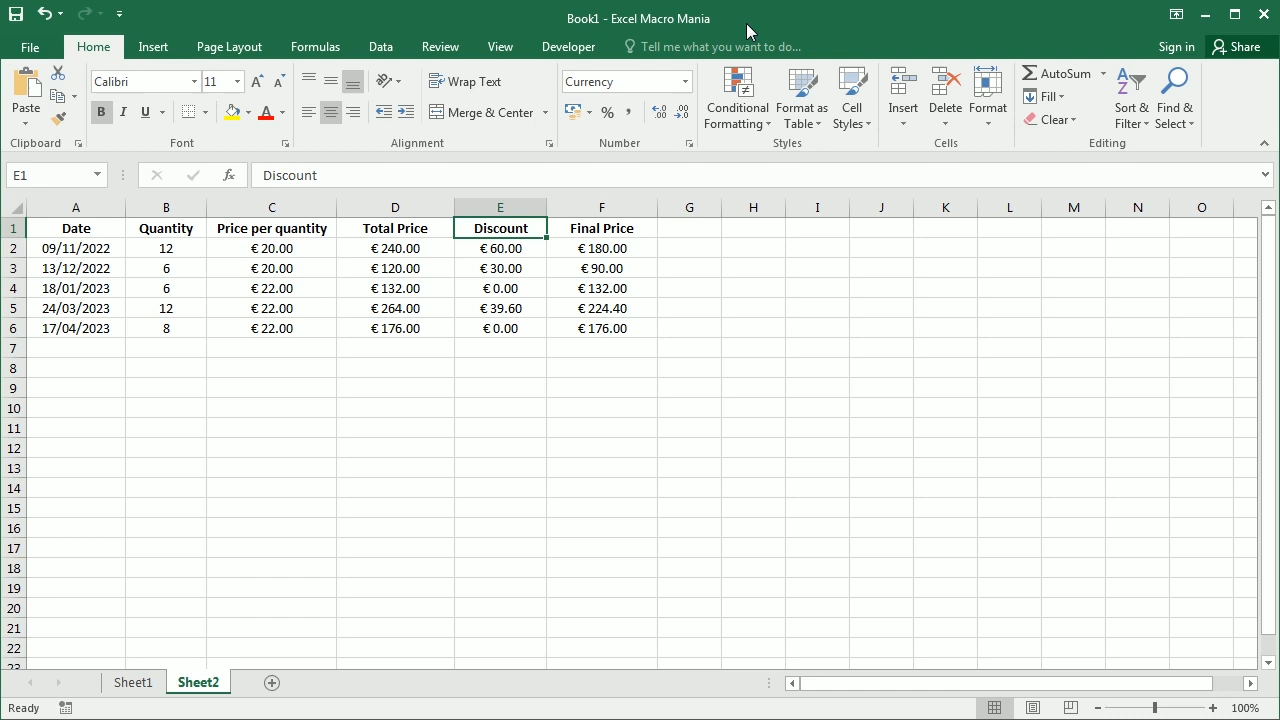 Book1 - Excel Macro Mania
File Home Insert Page Layout Formulas Data Review View Developer Tell me what you want to do... Sign in Share
Paste
Clipboard
Calibri 11
B I U A
Font
Wrap Text
Merge & Center
Alignment
Currency
%
Number
Conditional Formatting
Format as Table
Cell Styles
Styles
Insert
Delete
Format
Cells
AutoSum
Fill
Clear
Sort & Filter
Find & Select
Editing
E1 fx Discount
A B C D E F G H I J K L M N O
1 Date Quantity Price per quantity Total Price Discount Final Price
2 09/11/2022 12 € 20.00 € 240.00 € 60.00 € 180.00
3 13/12/2022 6 € 20.00 € 120.00 € 30.00 € 90.00
4 18/01/2023 6 € 22.00 € 132.00 € 0.00 € 132.00
5 24/03/2023 12 € 22.00 € 264.00 € 39.60 € 224.40
6 17/04/2023 8 € 22.00 € 176.00 € 0.00 € 176.00
7
8
9
10
11
12
13
14
15
16
17
18
19
20
21
22
23
Sheet1 Sheet2
Ready 100%